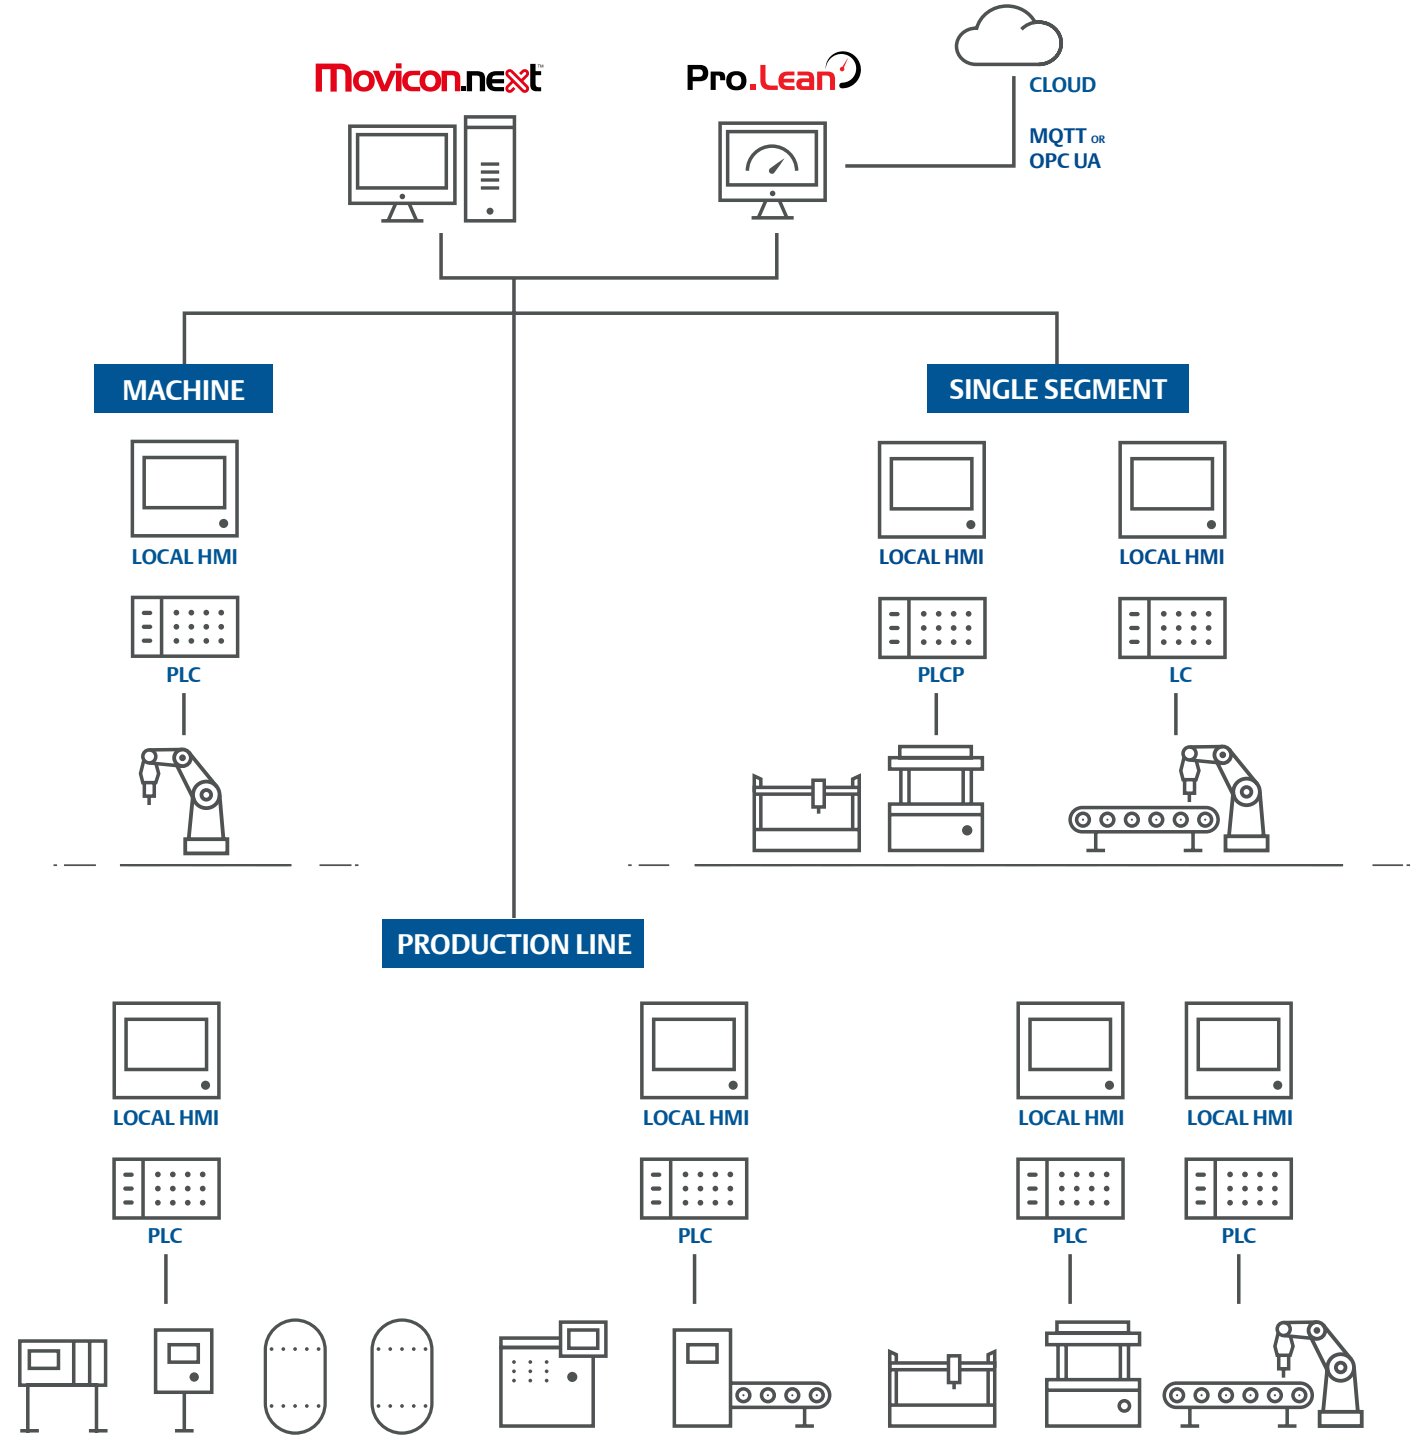 Movicon.next™
Pro.Lean
CLOUD
MQTT OR
OPC UA
MACHINE
SINGLE SEGMENT
LOCAL HMI
LOCAL HMI
LOCAL HMI
PLC
PLCP
LC
PRODUCTION LINE
LOCAL HMI
LOCAL HMI
LOCAL HMI
LOCAL HMI
PLC
PLC
PLC
PLC